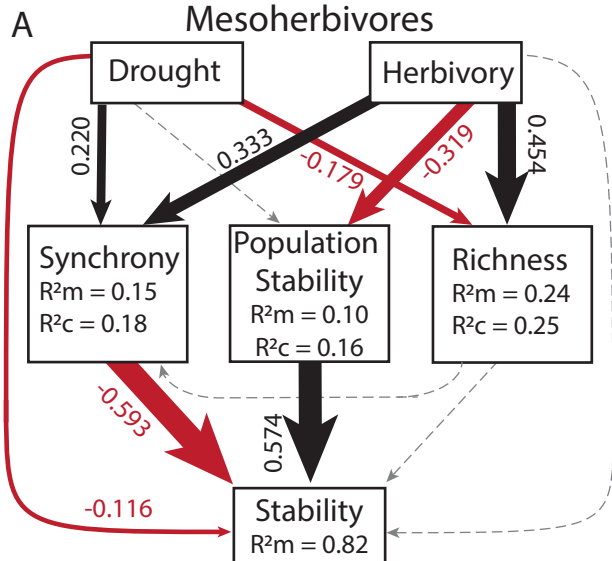 A
Mesoherbivores
Drought
Herbivory
0.220
0.333
-0.179
-0.319
0.454
Synchrony
R²m = 0.15
R²c = 0.18
Population
Stability
R²m = 0.10
R²c = 0.16
Richness
R²m = 0.24
R²c = 0.25
-0.593
0.574
-0.116
Stability
R²m = 0.82